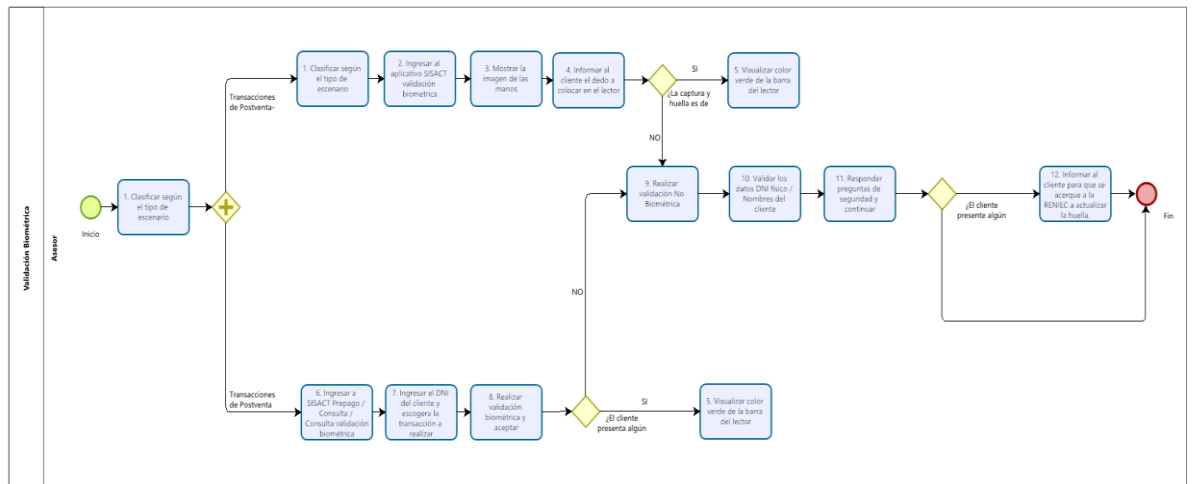 Validación Biométrica
Asesor
Inicio
1. Clasificar según
el tipo de
escenario
Transacciones
de Postventa-
1. Clasificar según
el tipo de
escenario
2. Ingresar al
aplicativo SISACT
validación
biometrica
3. Mostrar la
imagen de las
manos
4. Informar al
cliente el dedo a
colocar en el lector
¿La captura y
huella es de
SI
5. Visualizar color
verde de la barra
del lector
NO
9. Realizar
validación No
Biométrica
10. Validar los
datos DNI físico /
Nombres del
cliente
11. Responder
preguntas de
seguridad y
continuar
¿El cliente
presente algún
12. Informar al
cliente para que se
acerque a la
RENIEC a actualizar
la huella.
Fin
Transacciones
de Postventa
6. Ingresar a
SISACT Prepago /
Consulta /
Consulta validación
biométrica
7. Ingresar el DNI
del cliente y
escogera la
transacción a
realizar
8. Realizar
validación
biométrica y
aceptar
NO
SI
¿El cliente
presenta algún
5. Visualizar color
verde de la barra
del lector